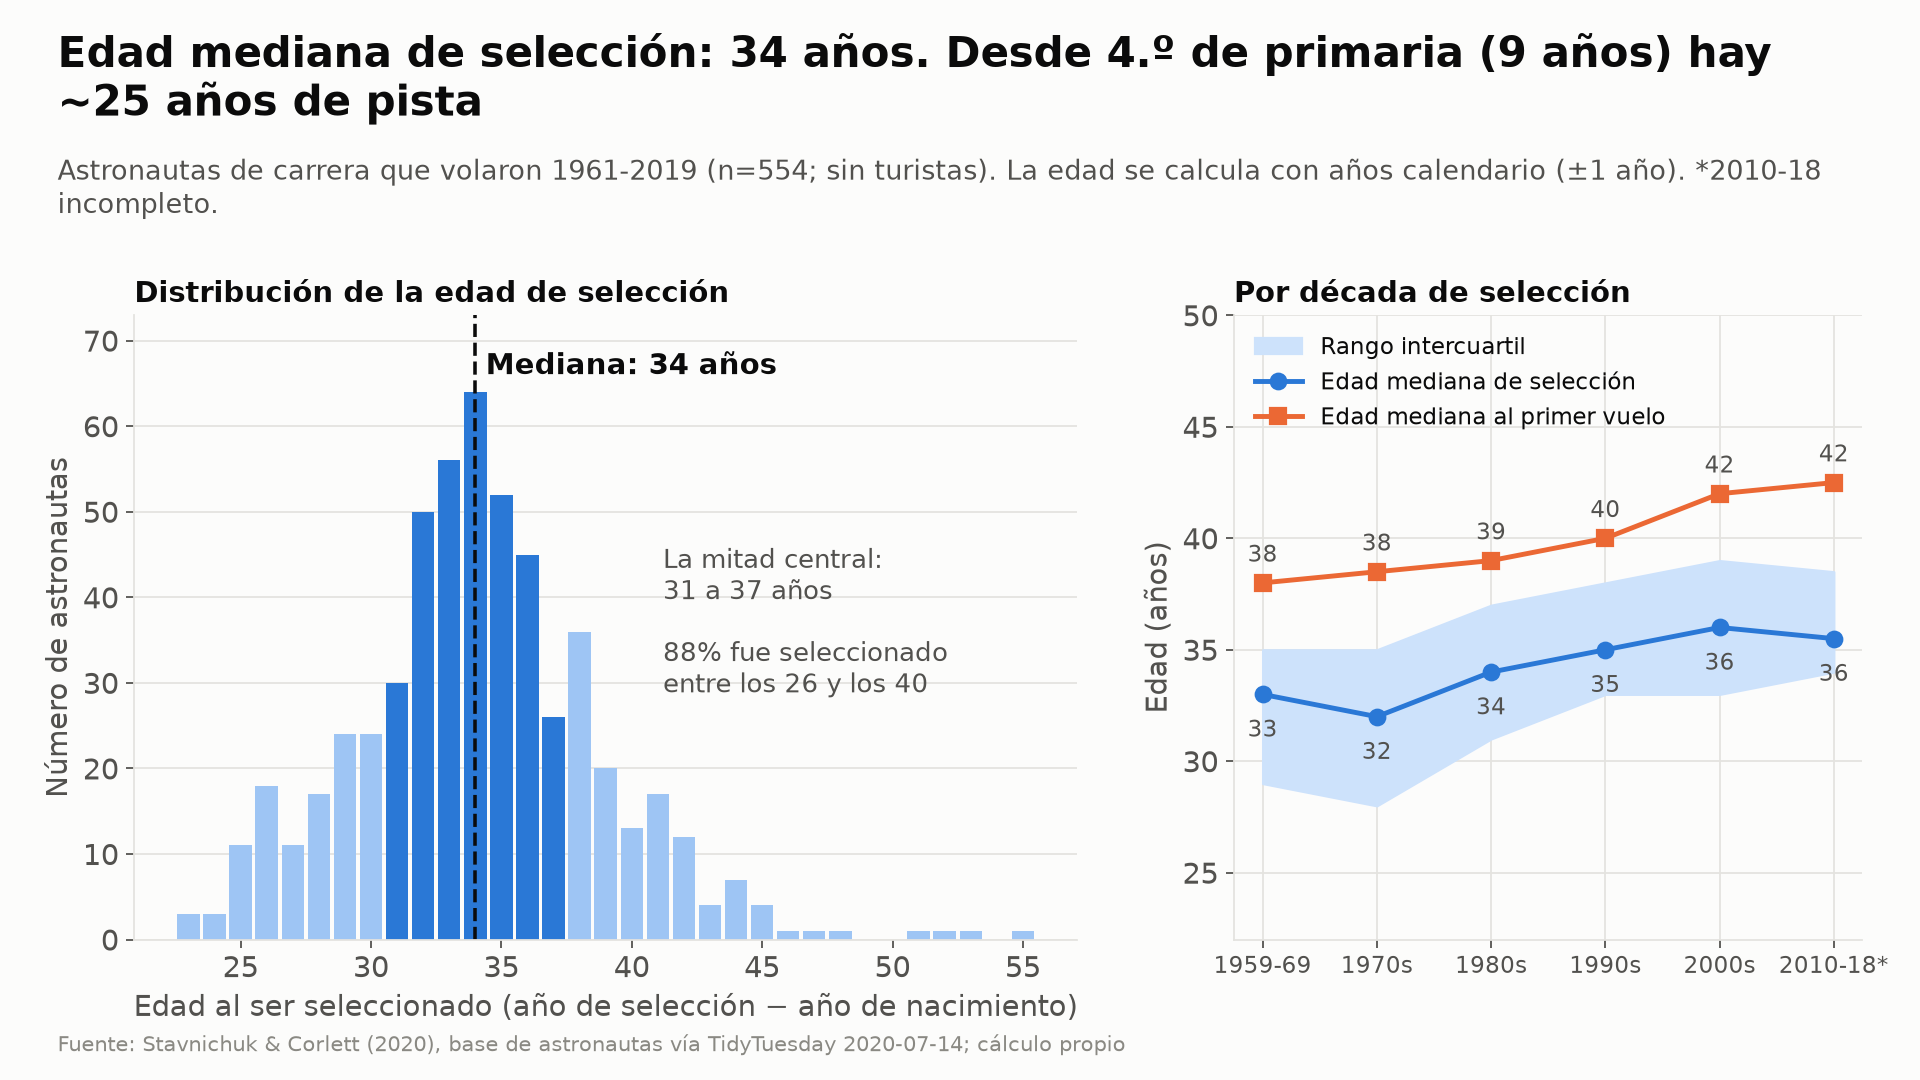 Edad mediana de selección: 34 años. Desde 4.º de primaria (9 años) hay
~25 años de pista
Astronautas de carrera que volaron 1961-2019 (n=554; sin turistas). La edad se calcula con años calendario (±1 año). *2010-18
incompleto.
Distribución de la edad de selección
Número de astronautas
70
60
50
40
30
20
10
0
Mediana: 34 años
La mitad central:
31 a 37 años
88% fue seleccionado
entre los 26 y los 40
25 30 35 40 45 50 55
Edad al ser seleccionado (año de selección − año de nacimiento)
Por década de selección
Edad (años)
50
45
40
35
30
25
Rango intercuartil
Edad mediana de selección
Edad mediana al primer vuelo
38 38 39 40 42 42
33 32 34 35 36 36
1959-69 1970s 1980s 1990s 2000s 2010-18*
Fuente: Stavnichuk & Corlett (2020), base de astronautas vía TidyTuesday 2020-07-14; cálculo propio